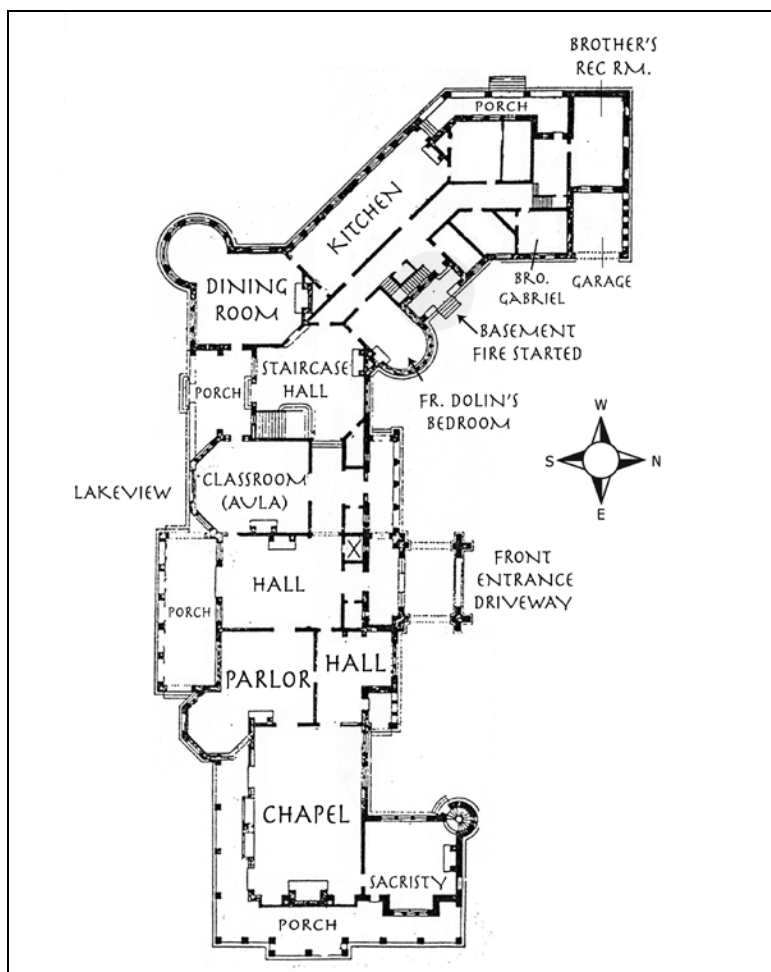 BROTHER'S
REC RM.
PORCH
KITCHEN
DINING
ROOM
BRO.
GABRIEL
GARAGE
BASEMENT
FIRE STARTED
STAIRCASE
HALL
PORCH
FR. DOLIN'S
BEDROOM
W
S
N
E
CLASSROOM
(AULA)
LAKEVIEW
HALL
FRONT
ENTRANCE
DRIVEWAY
PORCH
HALL
PARLOR
CHAPEL
SACRISTY
PORCH